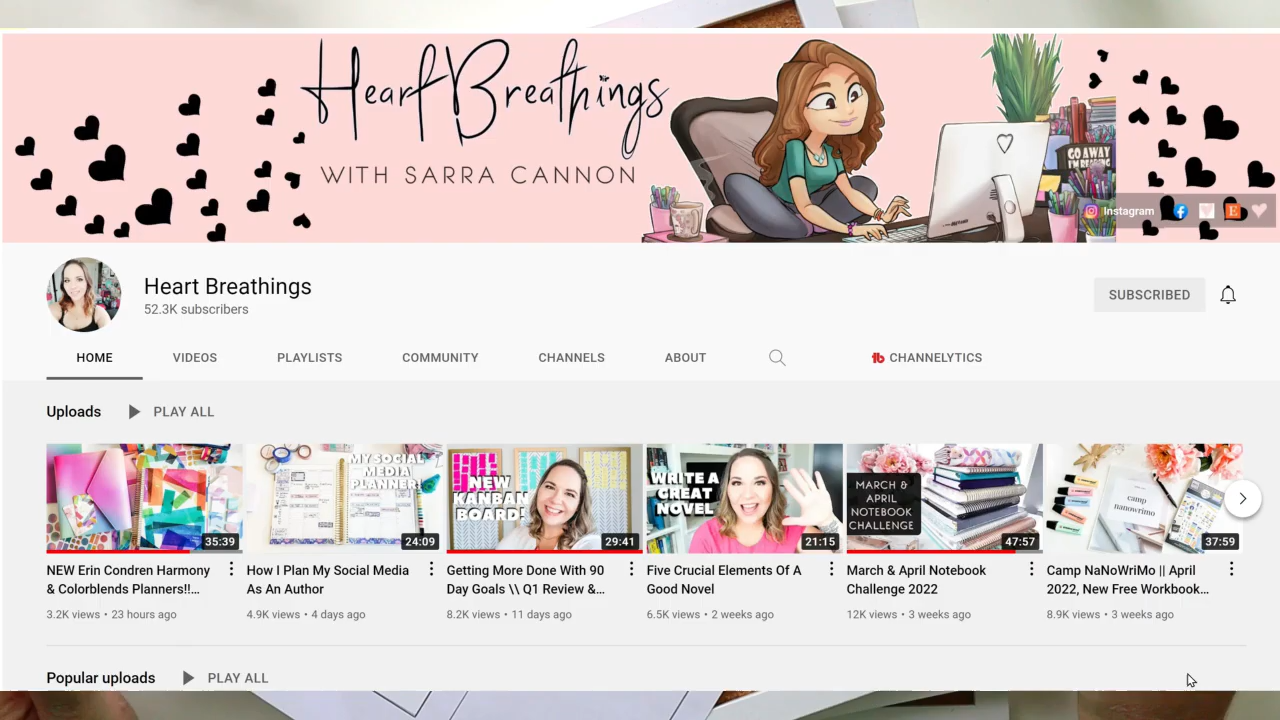 Heart Breathings
WITH SARRA CANNON
GO AWAY
I'M READING
Instagram
Heart Breathings
52.3K subscribers
SUBSCRIBED
HOME VIDEOS PLAYLISTS COMMUNITY CHANNELS ABOUT CHANNELYTICS
Uploads PLAY ALL
MY SOCIAL
MEDIA
PLANNER!
35:39
24:09
NEW
KANBAN
BOARD!
29:41
WRITE A
GREAT
NOVEL
21:15
MARCH &
APRIL
NOTEBOOK
CHALLENGE
47:57
camp
nanowrimo
37:59
NEW Erin Condren Harmony
& Colorblends Planners!!...
3.2K views • 23 hours ago
How I Plan My Social Media
As An Author
4.9K views • 4 days ago
Getting More Done With 90
Day Goals \\ Q1 Review &...
8.2K views • 11 days ago
Five Crucial Elements Of A
Good Novel
6.5K views • 2 weeks ago
March & April Notebook
Challenge 2022
12K views • 3 weeks ago
Camp NaNoWriMo || April
2022, New Free Workbook...
8.9K views • 3 weeks ago
Popular uploads PLAY ALL